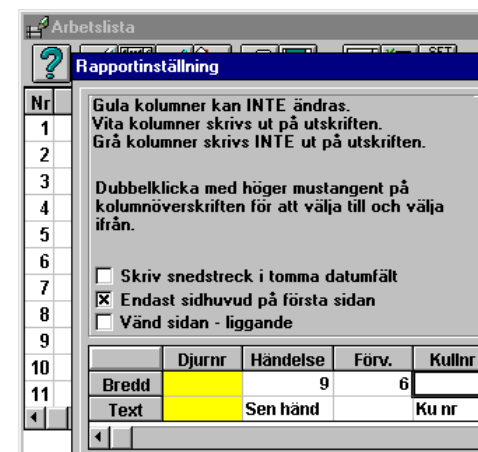 Arbetslista
SET
Rapportinställning
Nr
1
2
3
4
5
6
7
8
9
10
11
Gula kolumner kan INTE ändras.
Vita kolumner skrivs ut på utskriften.
Grå kolumner skrivs INTE ut på utskriften.
Dubbelklicka med höger mustangent på
kolumnöverskriften för att välja till och välja
ifrån.
Skriv snedstreck i tomma datumfält
Endast sidhuvud på första sidan
Vänd sidan - liggande
Djurnr Händelse Förv. Kullnr
Bredd 9 6
Text Sen händ Ku nr